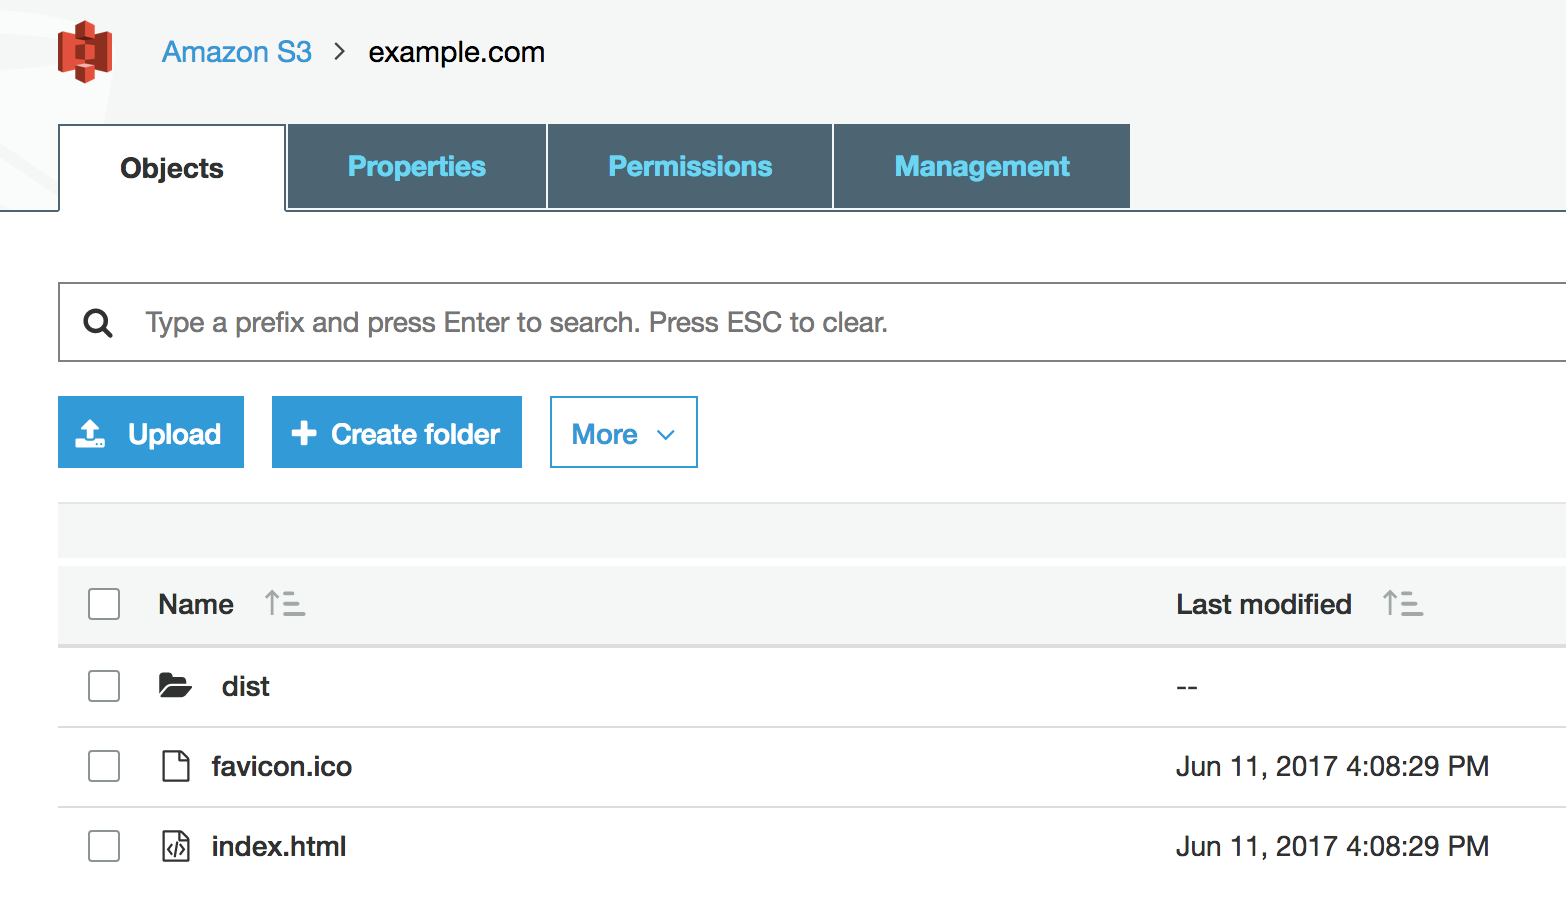 Amazon S3 > example.com
Objects Properties Permissions Management
Type a prefix and press Enter to search. Press ESC to clear.
Upload Create folder More
Name Last modified
dist --
favicon.ico Jun 11, 2017 4:08:29 PM
index.html Jun 11, 2017 4:08:29 PM